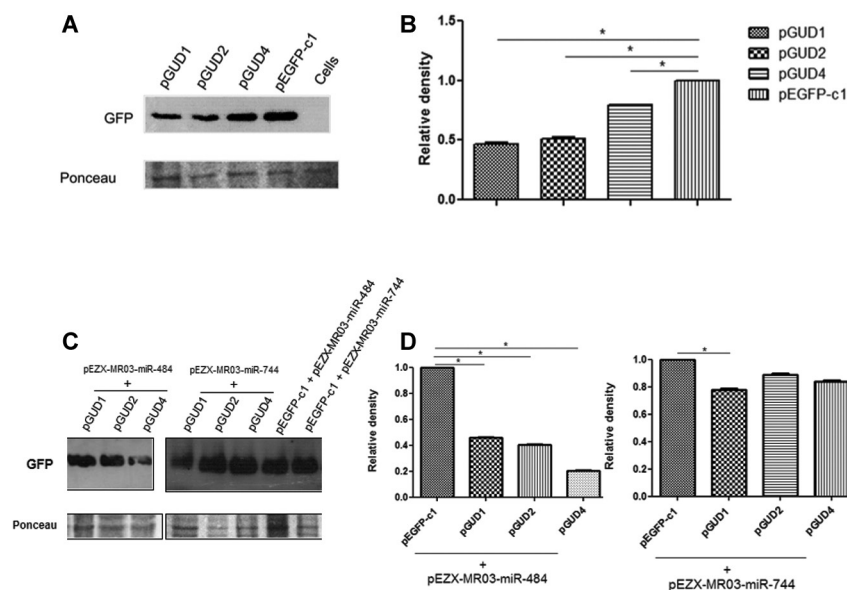 A
pGUD1
pGUD2
pGUD4
pEGFP-c1
Cells
GFP
Ponceau
B
Relative density
1.5
1.0
0.5
0.0
*
*
*
pGUD1
pGUD2
pGUD4
pEGFP-c1
C
pEZX-MR03-miR-484
+
pGUD1
pGUD2
pGUD4
pEZX-MR03-miR-744
+
pGUD1
pGUD2
pGUD4
pEGFP-c1 + pEZX-MR03-miR-484
pEGFP-c1 + pEZX-MR03-miR-744
GFP
Ponceau
D
Relative density
1.0
0.8
0.6
0.4
0.2
0.0
*
*
*
pEGFP-c1
pGUD1
pGUD2
pGUD4
+
pEZX-MR03-miR-484
Relative density
1.0
0.8
0.6
0.4
0.2
0.0
*
pEGFP-c1
pGUD1
pGUD2
pGUD4
+
pEZX-MR03-miR-744